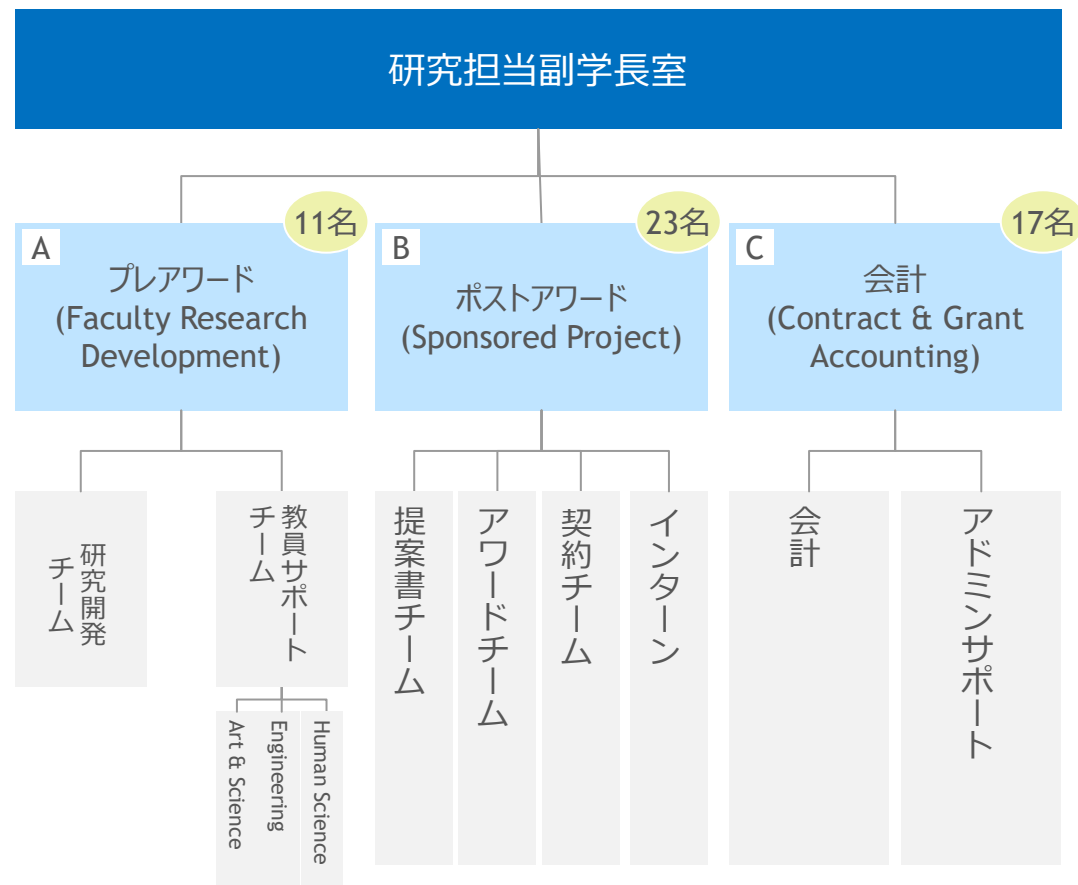 研究担当副学長室
11名
A
プレアワード
(Faculty Research
Development)
23名
B
ポストアワード
(Sponsored Project)
17名
C
会計
(Contract & Grant
Accounting)
研究開発
チーム
教員サポート
チーム
Art & Science
Engineering
Human Science
提案書チーム
アワードチーム
契約チーム
インターン
会計
アドミンサポート